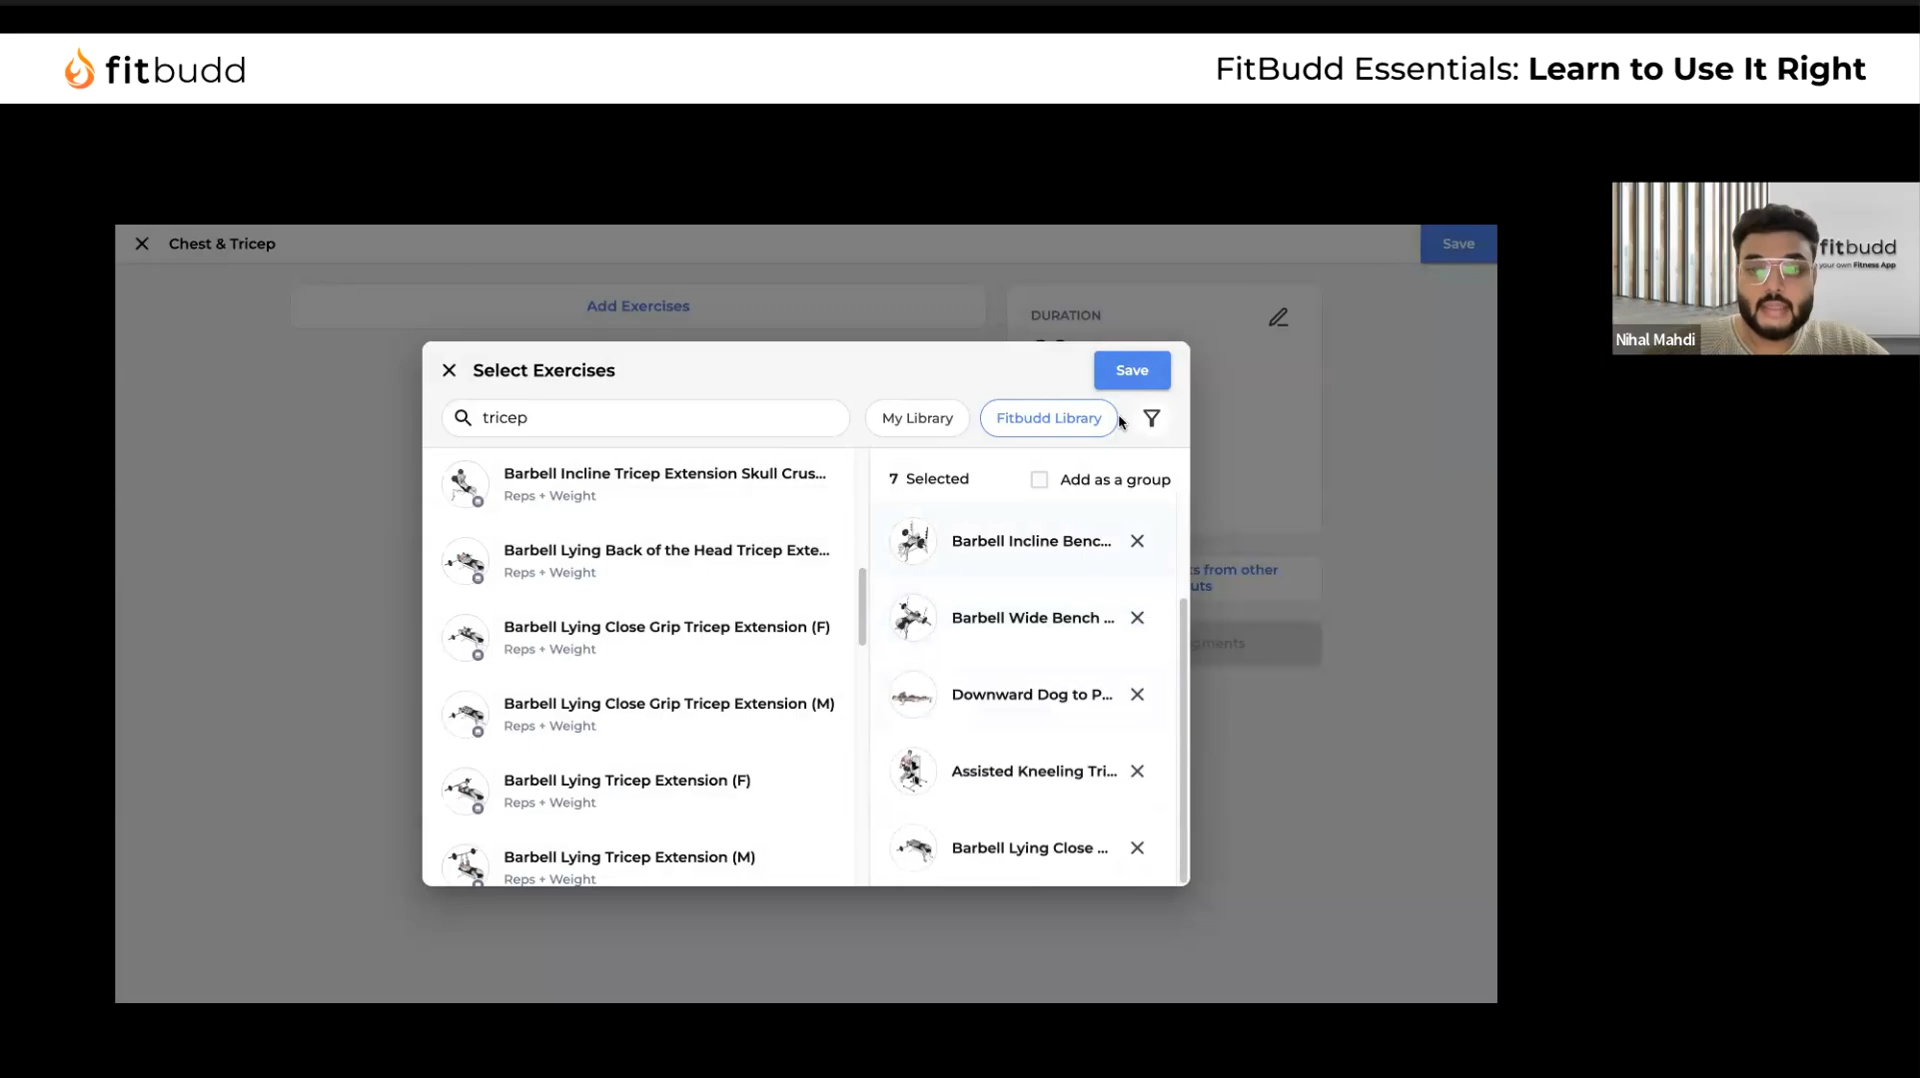 fitbudd
FitBudd Essentials: Learn to Use It Right
Chest & Tricep
Save
Add Exercises
DURATION
Select Exercises
Save
tricep
My Library
Fitbudd Library
Barbell Incline Tricep Extension Skull Crus...
Reps + Weight
Barbell Lying Back of the Head Tricep Exte...
Reps + Weight
Barbell Lying Close Grip Tricep Extension (F)
Reps + Weight
Barbell Lying Close Grip Tricep Extension (M)
Reps + Weight
Barbell Lying Tricep Extension (F)
Reps + Weight
Barbell Lying Tricep Extension (M)
Reps + Weight
7 Selected
Add as a group
Barbell Incline Benc...
Barbell Wide Bench ...
Downward Dog to P...
Assisted Kneeling Tri...
Barbell Lying Close ...
from other
fitbudd
your own Fitness App
Nihal Mahdi